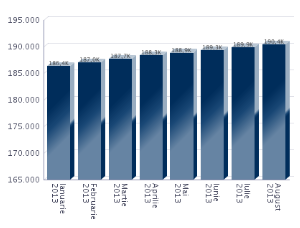 195.000
190.000
185.000
180.000
175.000
170.000
165.000
186.4K
187.0K
187.7K
188.3K
188.9K
189.3K
189.9K
190.4K
Ianuarie
2013
Februarie
2013
Martie
2013
Aprilie
2013
Mai
2013
Iunie
2013
Iulie
2013
August
2013